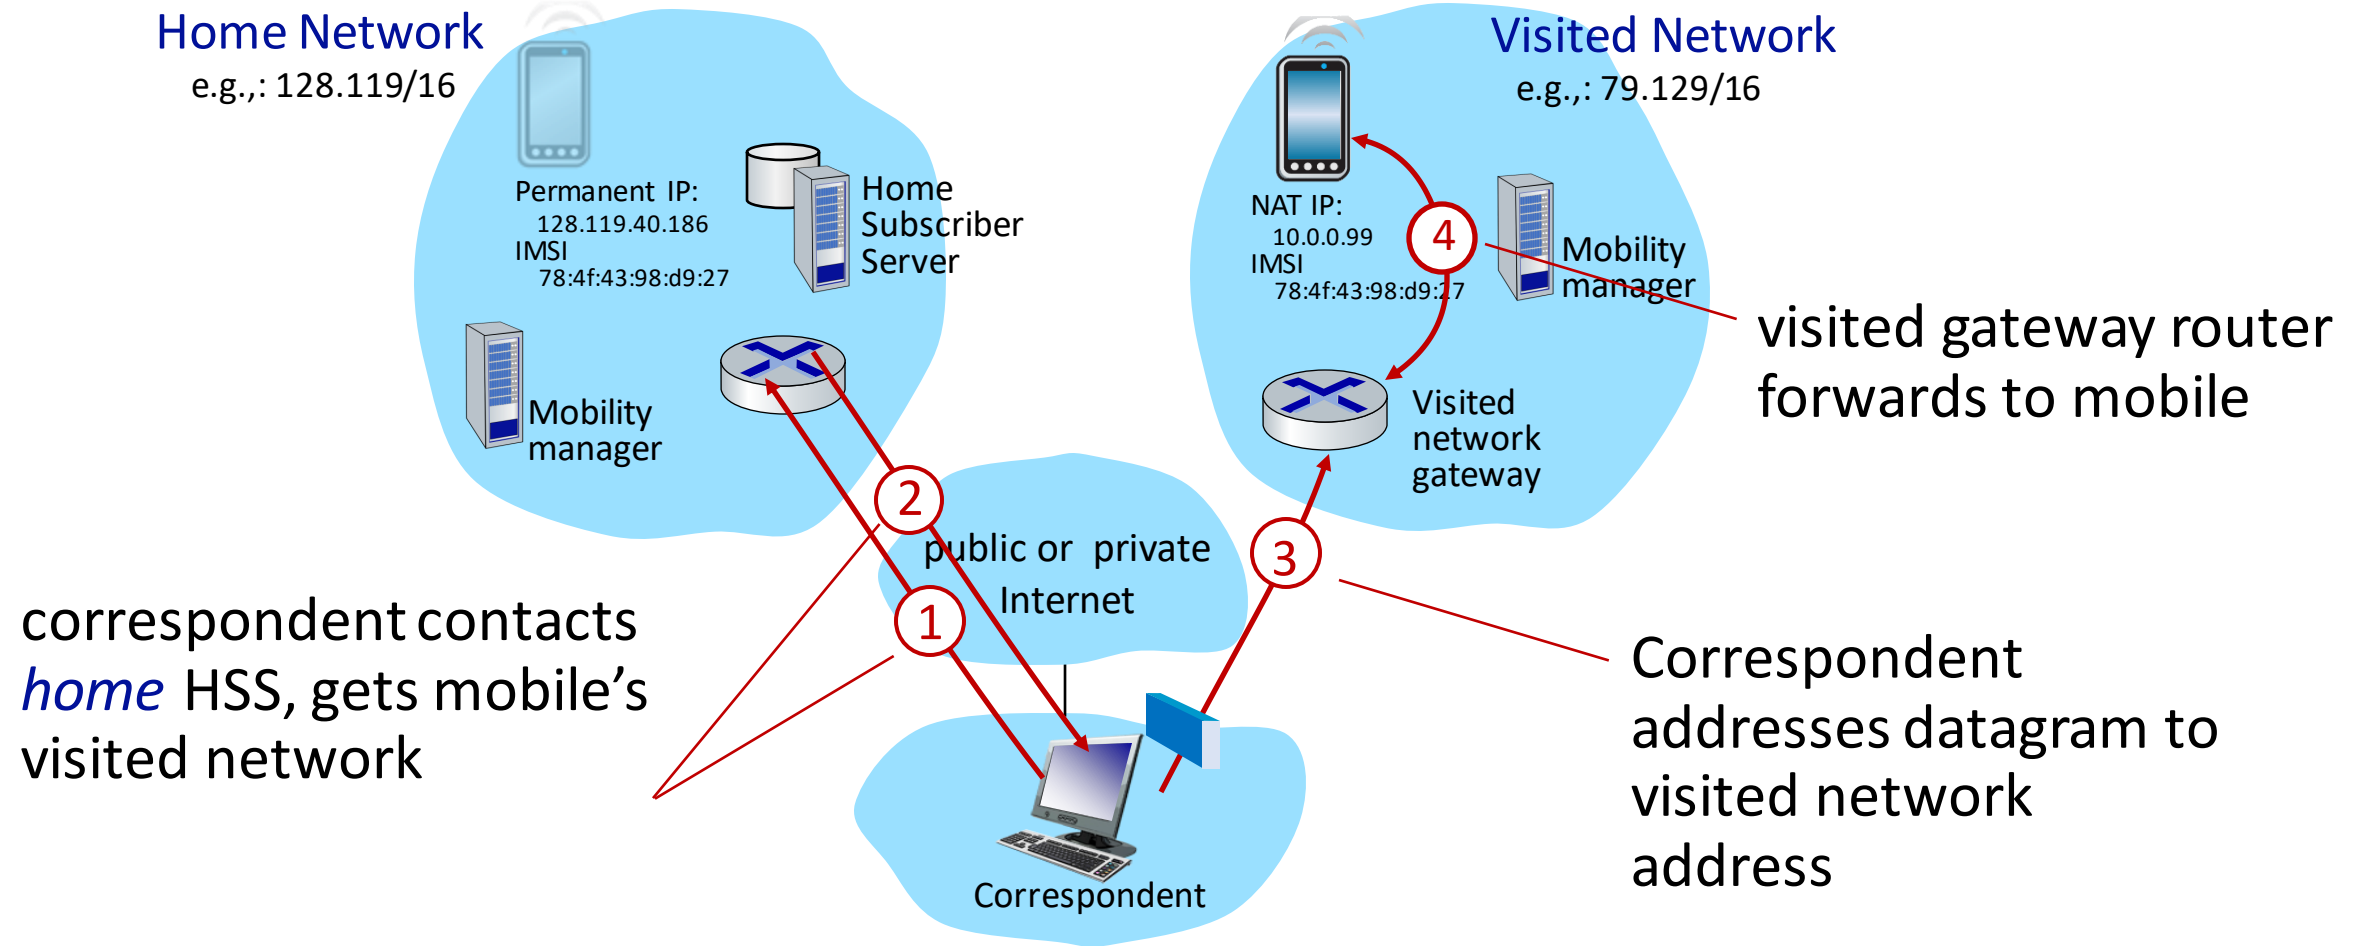 Home Network
e.g.,: 128.119/16
Permanent IP:
128.119.40.186
IMSI
78:4f:43:98:d9:27
Home
Subscriber
Server
Mobility
manager
Visited Network
e.g.,: 79.129/16
NAT IP:
10.0.0.99
IMSI
78:4f:43:98:d9:27
Mobility
manager
Visited
network
gateway
4
visited gateway router
forwards to mobile
2
public or private
Internet
3
1
correspondent contacts
home HSS, gets mobile’s
visited network
Correspondent
addresses datagram to
visited network
address
Correspondent